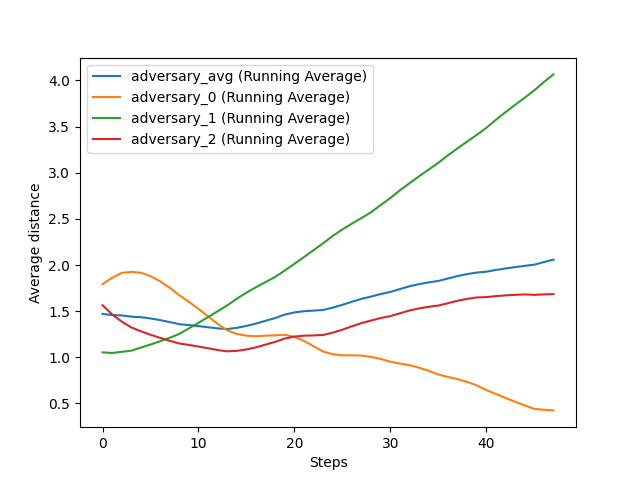 adversary_avg (Running Average)
adversary_0 (Running Average)
adversary_1 (Running Average)
adversary_2 (Running Average)
4.0
3.5
3.0
2.5
2.0
1.5
1.0
0.5
Average distance
0 10 20 30 40
Steps